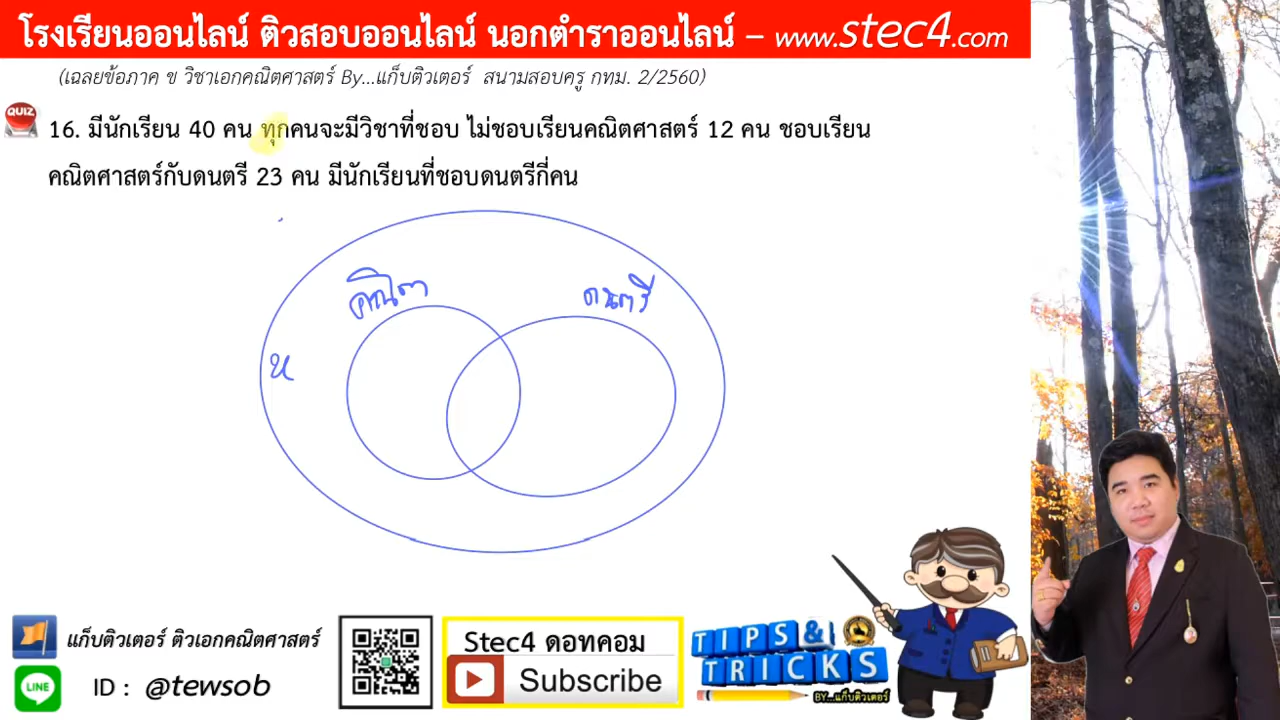 โรงเรียนออนไลน์ ติวสอบออนไลน์ นอกตำราออนไลน์ – www.stec4.com
(เฉลยข้อภาค ข วิชาเอกคณิตศาสตร์ By...แก็บติวเตอร์ สนามสอบครู กทม. 2/2560)
QUIZ
16. มีนักเรียน 40 คน ทุกคนจะมีวิชาที่ชอบ ไม่ชอบเรียนคณิตศาสตร์ 12 คน ชอบเรียน
คณิตศาสตร์กับดนตรี 23 คน มีนักเรียนที่ชอบดนตรีกี่คน
คณิต
ดนตรี
U
แก็บติวเตอร์ ติวเอกคณิตศาสตร์
LINE
ID : @tewsob
Stec4 ดอทคอม
Subscribe
TIPS &
TRICKS
BY...แก็บติวเตอร์